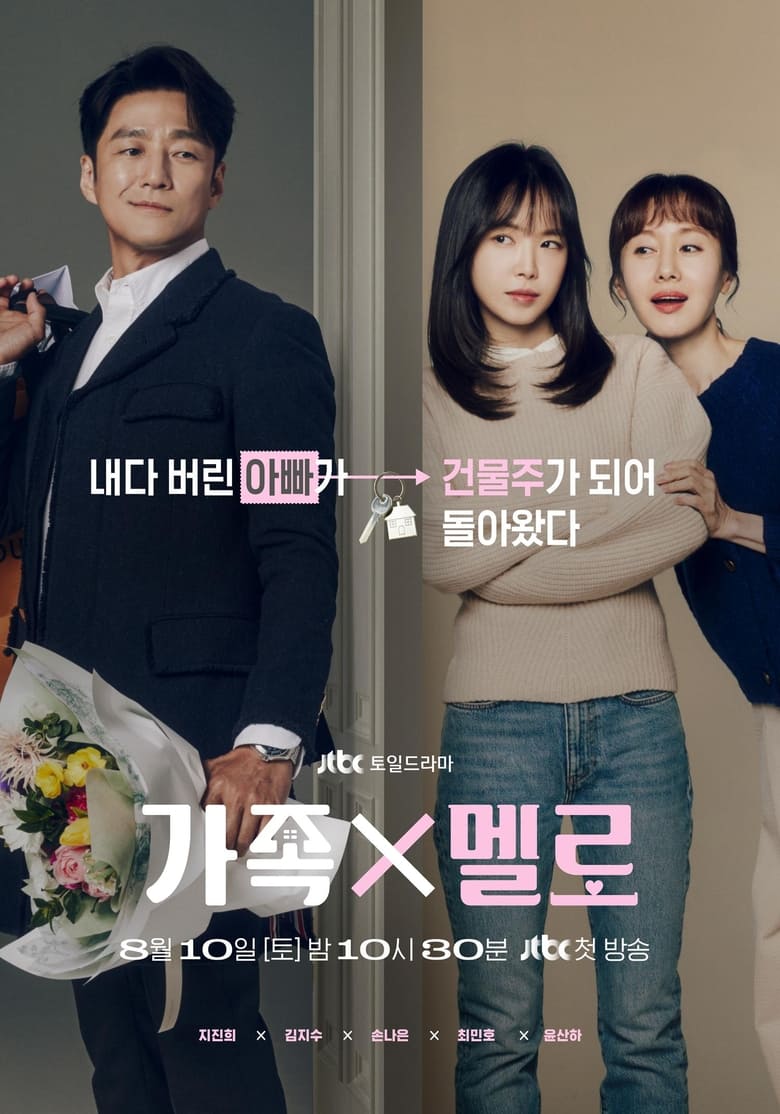 내다 버린 아빠가 건물주가 되어
돌아왔다
jtbc 토일드라마
가족X멜로
8월 10일 [토] 밤 10시 30분 jtbc 첫 방송
지진희 × 김지수 × 손나은 × 최민호 × 윤산하